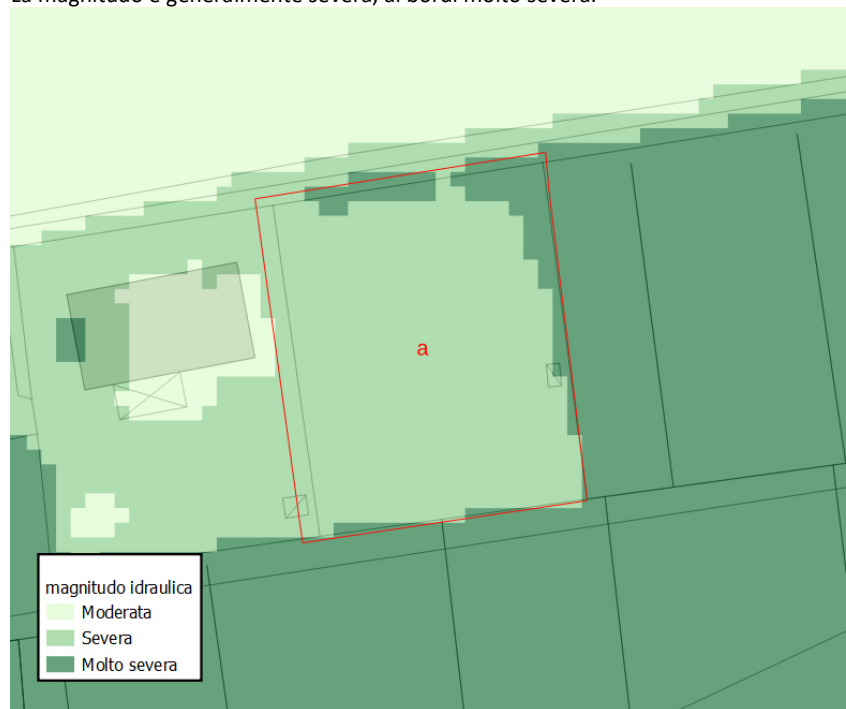 La magnitudo è generalmente severa, ai bordi molto severa.
a
magnitudo idraulica
Moderata
Severa
Molto severa